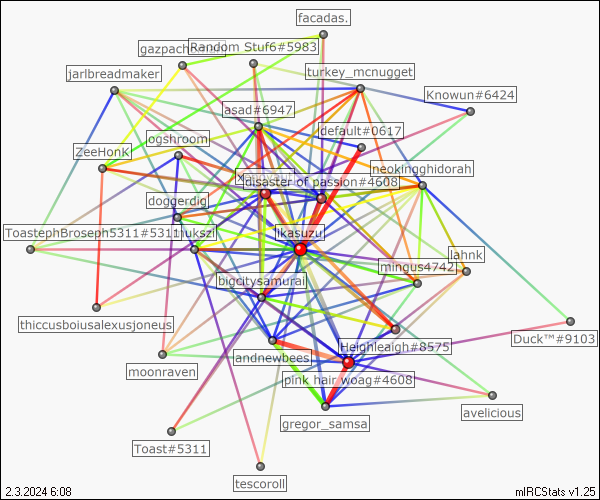 facadas.
Random Stuf6#5983
jarlbreadmaker
turkey_mcnugget
Knowun#6424
asad#6947
default#0617
ogshroom
ZeeHonK
neokingghidorah
disaster of passion#4608
doggerdig
ToastephBroseph5311#5311
ikasuzu
lahnk
mingus4742
bigcitysamurai
thiccusboiusalexusjoneus
Duck™#9103
Heighleaigh#8575
andnewbees
moonraven
pink hair woag#4608
avelicious
gregor_samsa
Toast#5311
tescoroll
2.3.2024 6:08
mIRCStats v1.25